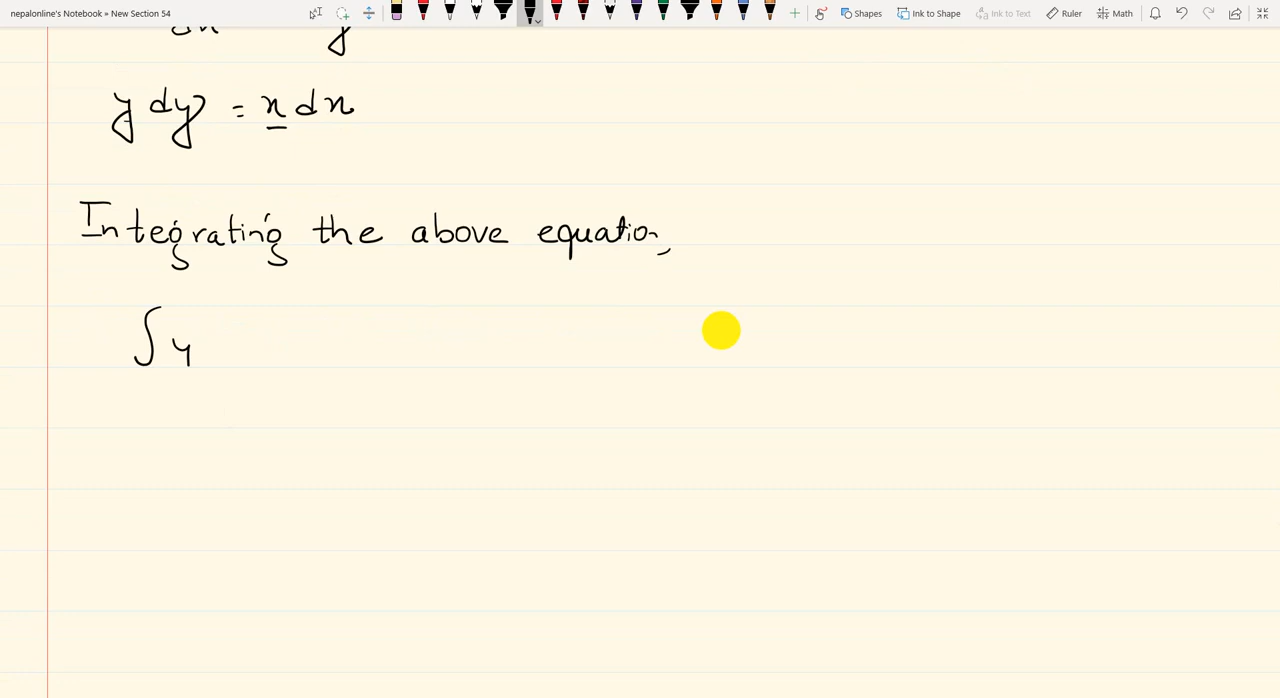 nepalonline's Notebook » New Section 54
Shapes
Ink to Shape
Ink to Text
Ruler
Math
y
y dy = x dx
Integrating the above equation,
∫ y